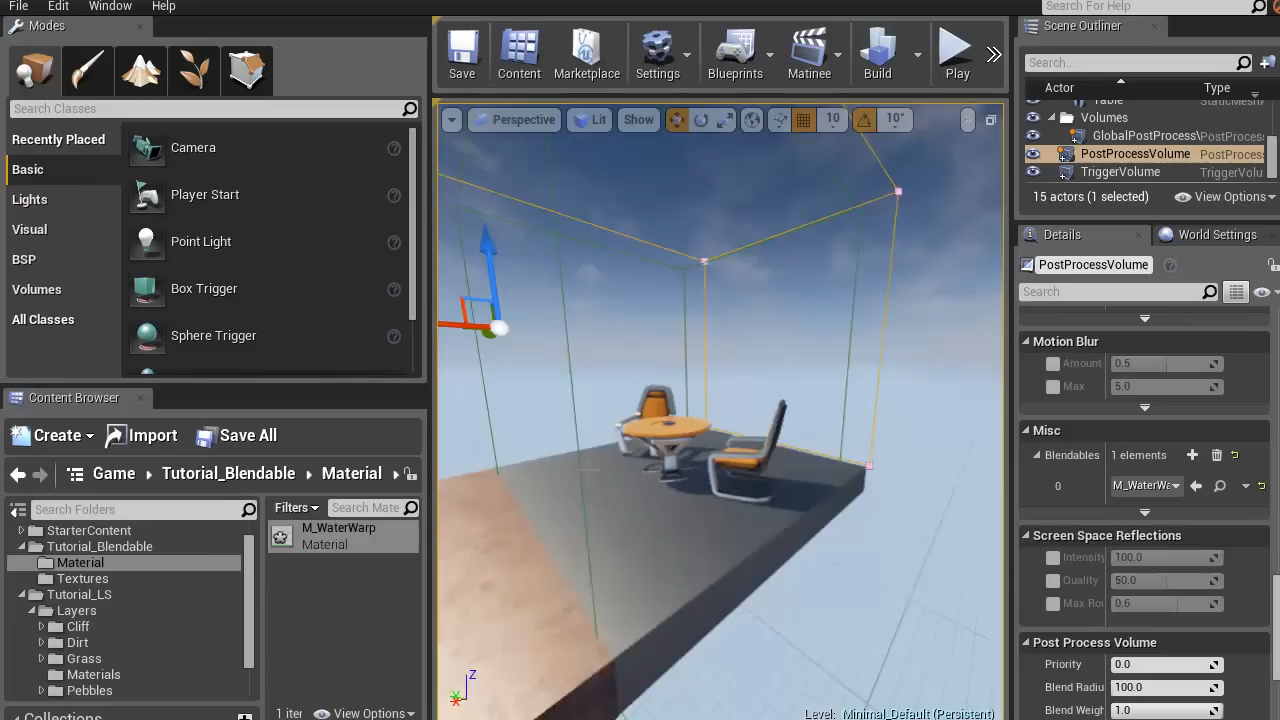 File Edit Window Help
Search For Help
Modes
Save Content Marketplace Settings Blueprints Matinee Build Play
Search Classes
Recently Placed
Basic
Lights
Visual
BSP
Volumes
All Classes
Camera
Player Start
Point Light
Box Trigger
Sphere Trigger
Content Browser
Create Import Save All
Game Tutorial_Blendable Material
Search Folders
StarterContent
Tutorial_Blendable
Material
Textures
Tutorial_LS
Layers
Cliff
Dirt
Grass
Materials
Pebbles
Collections
Filters Search Mate
M_WaterWarp
Material
1 iter View Options
Perspective Lit Show 10 10°
Z
Level: Minimal_Default (Persistent)
Scene Outliner
Search...
Actor Type
Table StaticMeshA
Volumes
GlobalPostProcessV PostProcess
PostProcessVolume PostProcess
TriggerVolume TriggerVolu
15 actors (1 selected) View Options
Details World Settings
PostProcessVolume
Search
Motion Blur
Amount 0.5
Max 5.0
Misc
Blendables 1 elements
0 M_WaterWa
Screen Space Reflections
Intensity 100.0
Quality 50.0
Max Rou 0.6
Post Process Volume
Priority 0.0
Blend Radiu 100.0
Blend Weigh 1.0